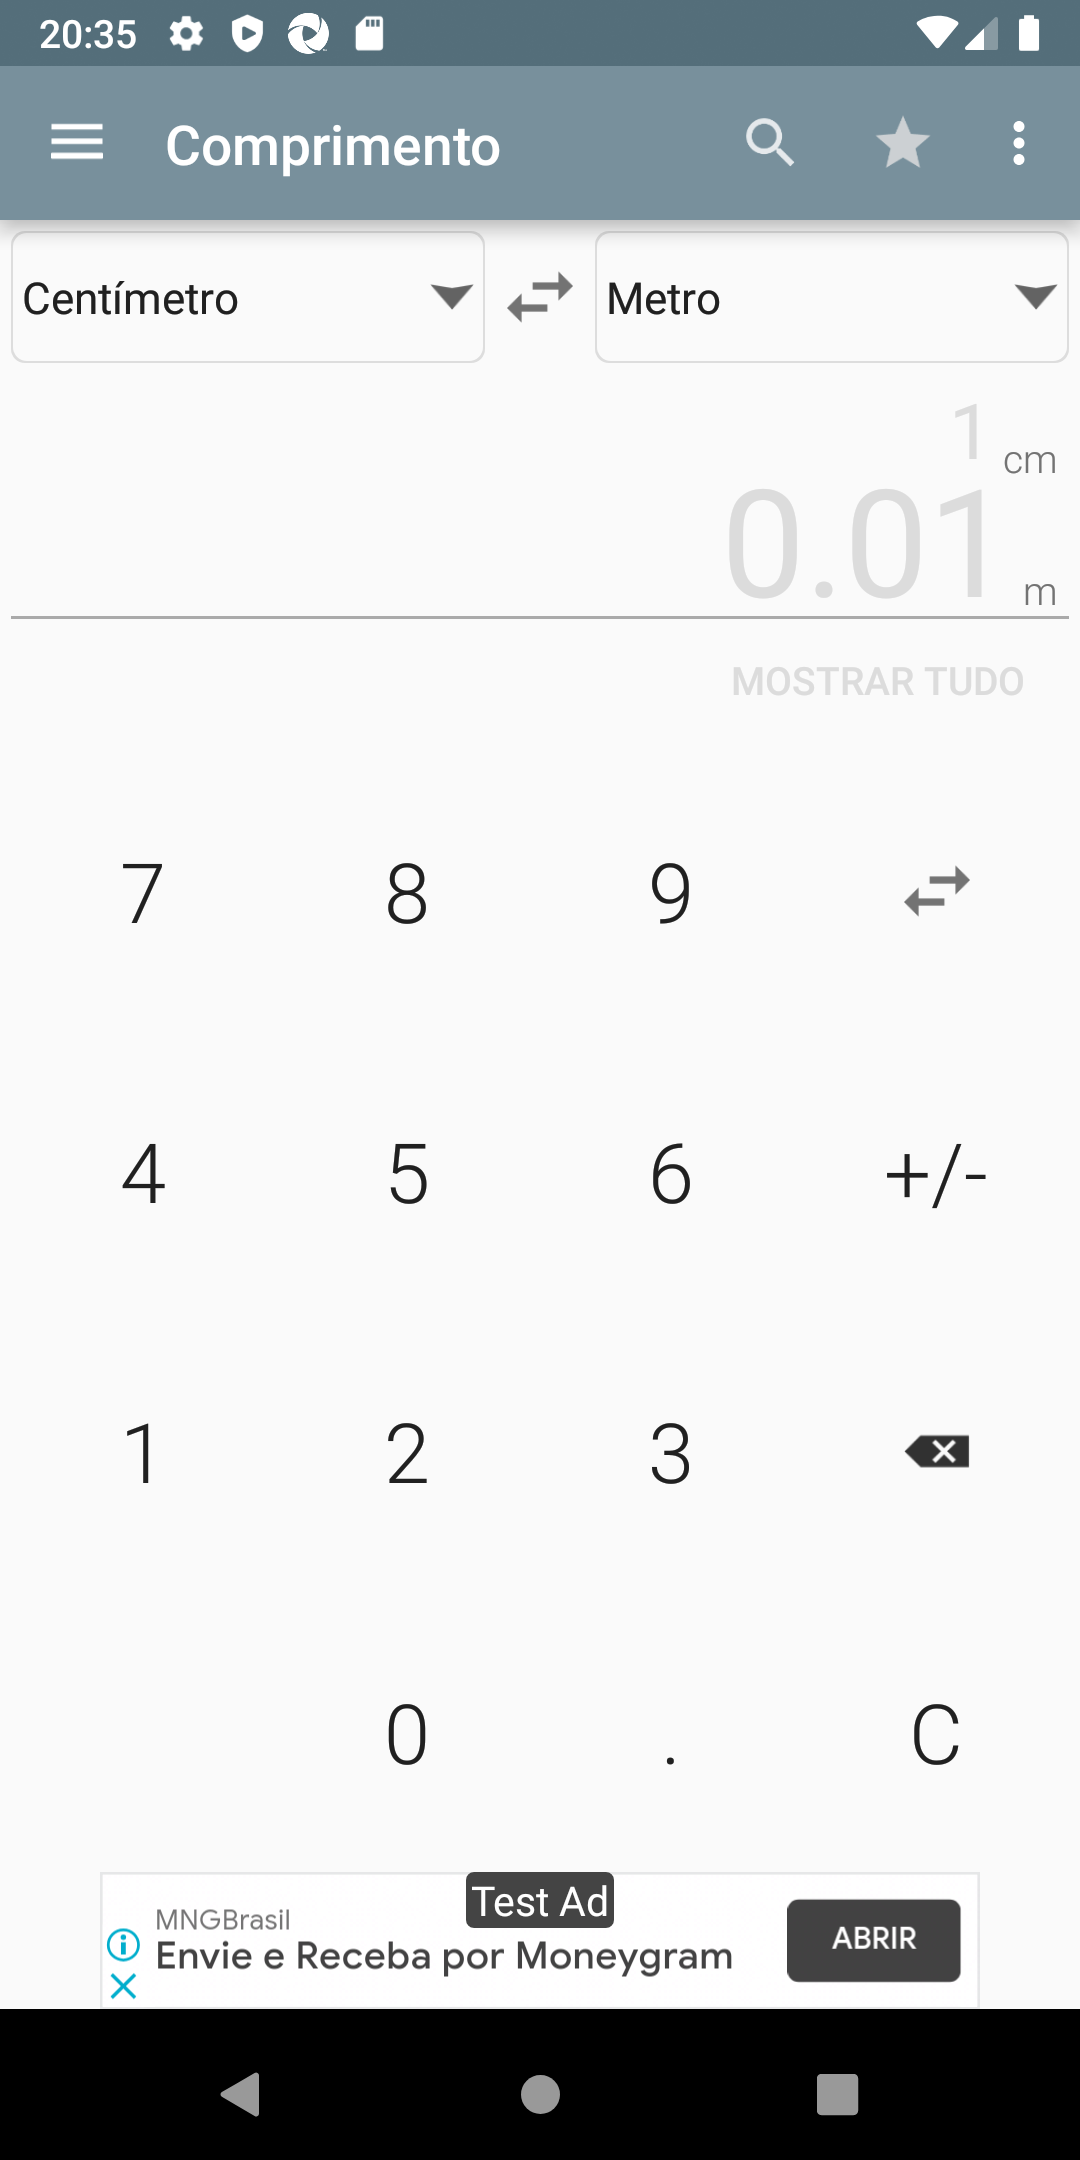 20:35
Comprimento
Centímetro
Metro
1 cm
0.01 m
MOSTRAR TUDO
7 8 9
4 5 6 +/-
1 2 3
0 . C
Test Ad
MNGBrasil
Envie e Receba por Moneygram
ABRIR